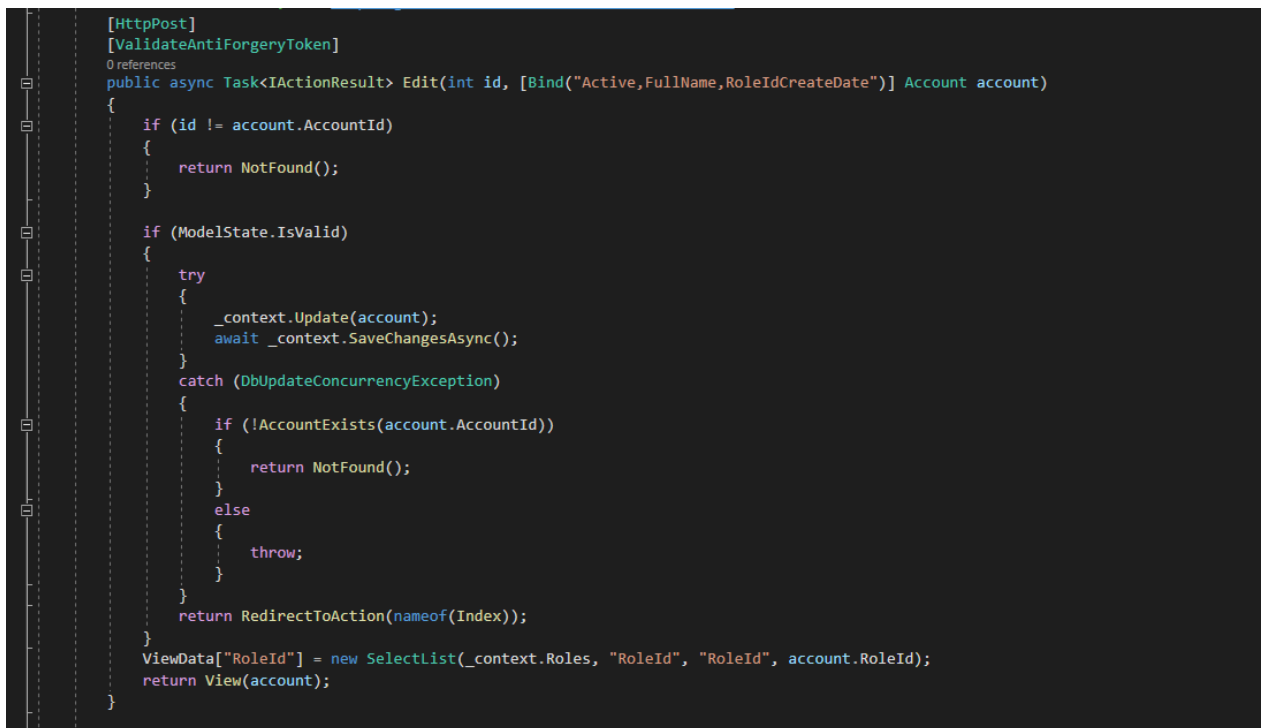 [HttpPost]
[ValidateAntiForgeryToken]
0 references
public async Task<IActionResult> Edit(int id, [Bind("Active,FullName,RoleIdCreateDate")] Account account)
{
if (id != account.AccountId)
{
return NotFound();
}
if (ModelState.IsValid)
{
try
{
_context.Update(account);
await _context.SaveChangesAsync();
}
catch (DbUpdateConcurrencyException)
{
if (!AccountExists(account.AccountId))
{
return NotFound();
}
else
{
throw;
}
}
return RedirectToAction(nameof(Index));
}
ViewData["RoleId"] = new SelectList(_context.Roles, "RoleId", "RoleId", account.RoleId);
return View(account);
}